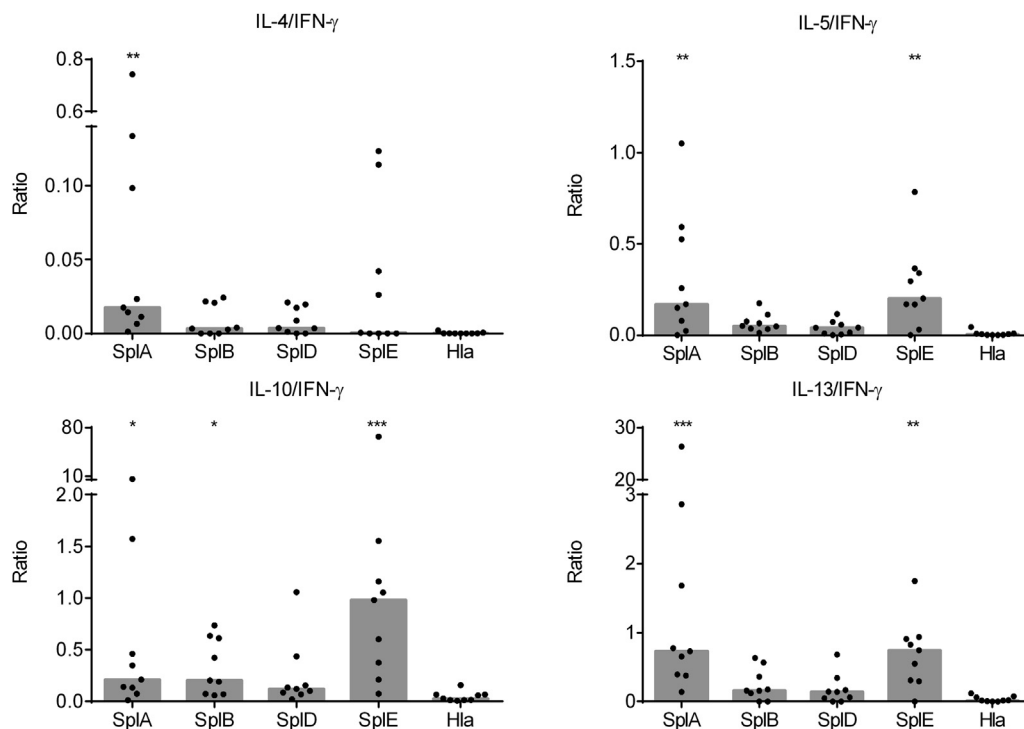 IL-4/IFN-γ
**
0.8
0.6
0.10
0.05
0.00
Ratio
SplA SplB SplD SplE Hla
IL-5/IFN-γ
** **
1.5
1.0
0.5
0.0
Ratio
SplA SplB SplD SplE Hla
IL-10/IFN-γ
* * ***
80
10
2.0
1.5
1.0
0.5
0.0
Ratio
SplA SplB SplD SplE Hla
IL-13/IFN-γ
*** **
30
20
3
2
1
0
Ratio
SplA SplB SplD SplE Hla